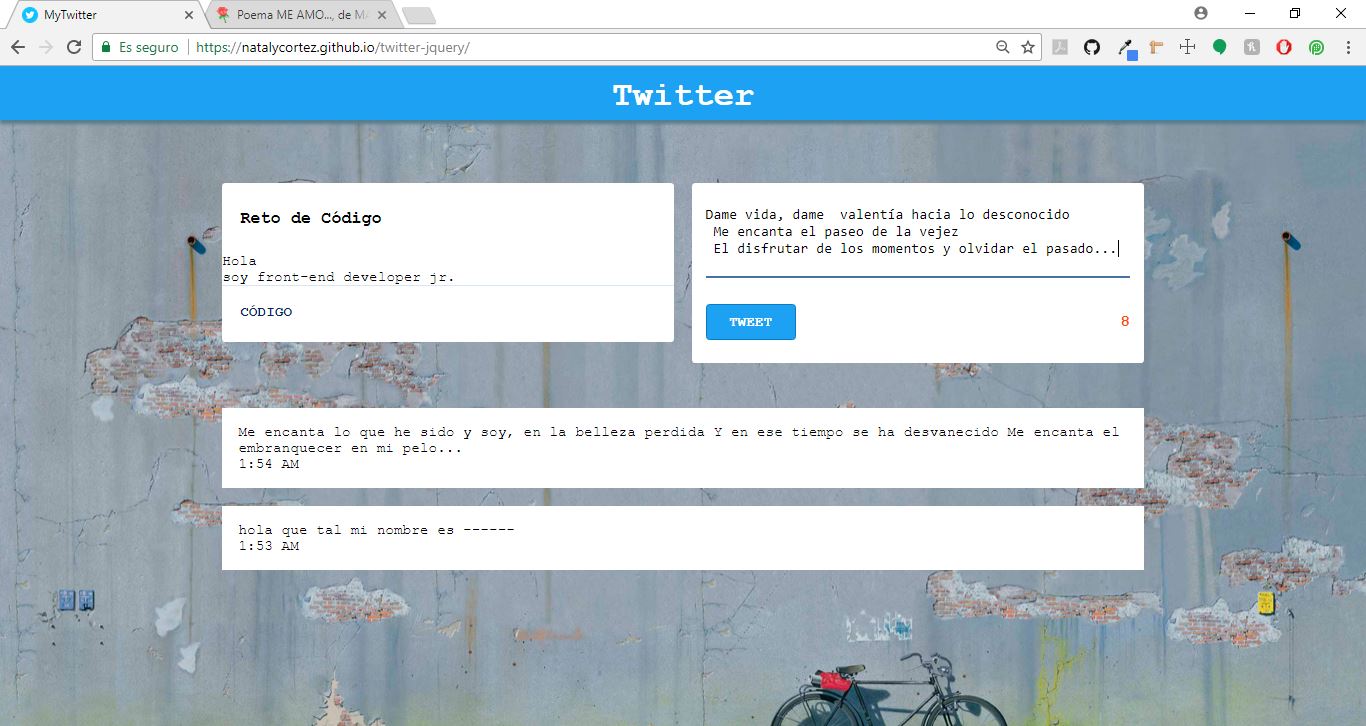 MyTwitter
Poema ME AMO..., de MA
Es seguro
https://natalycortez.github.io/twitter-jquery/
Twitter
Reto de Código
Hola
soy front-end developer jr.
CÓDIGO
Dame vida, dame  valentía hacia lo desconocido
Me encanta el paseo de la vejez
El disfrutar de los momentos y olvidar el pasado...
TWEET
8
Me encanta lo que he sido y soy, en la belleza perdida Y en ese tiempo se ha desvanecido Me encanta el
embranquecer en mi pelo...
1:54 AM
hola que tal mi nombre es ------
1:53 AM